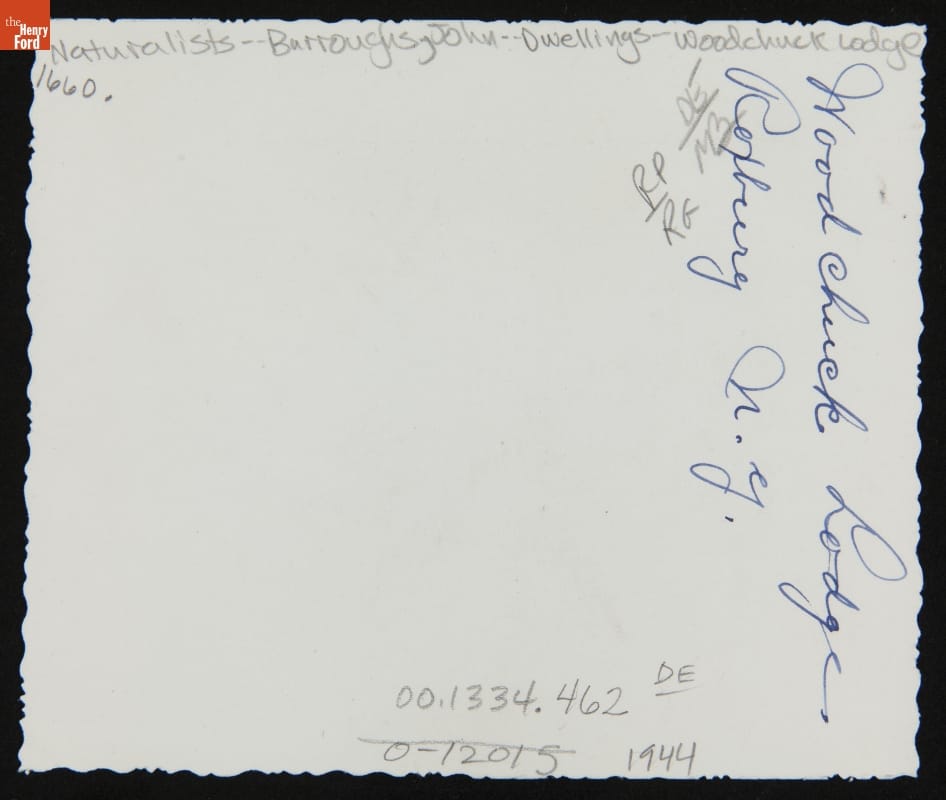 the
Henry
Ford
Naturalists--Burroughs, John--Dwellings--Woodchuck Lodge
1660.
Woodchuck Lodge.
Roxbury N.Y.
DE/MB
RP/RE
00.1334.462 DE
0-12015 1944